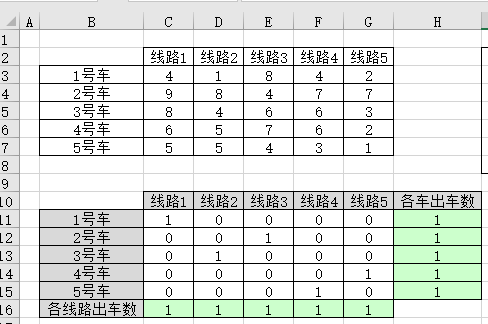 A B C D E F G H
1
2 线路1 线路2 线路3 线路4 线路5
3 1号车 4 1 8 4 2
4 2号车 9 8 4 7 7
5 3号车 8 4 6 6 3
6 4号车 6 5 7 6 2
7 5号车 5 5 4 3 1
8
9
10 线路1 线路2 线路3 线路4 线路5 各车出车数
11 1号车 1 0 0 0 0 1
12 2号车 0 0 1 0 0 1
13 3号车 0 1 0 0 0 1
14 4号车 0 0 0 0 1 1
15 5号车 0 0 0 1 0 1
16 各线路出车数 1 1 1 1 1